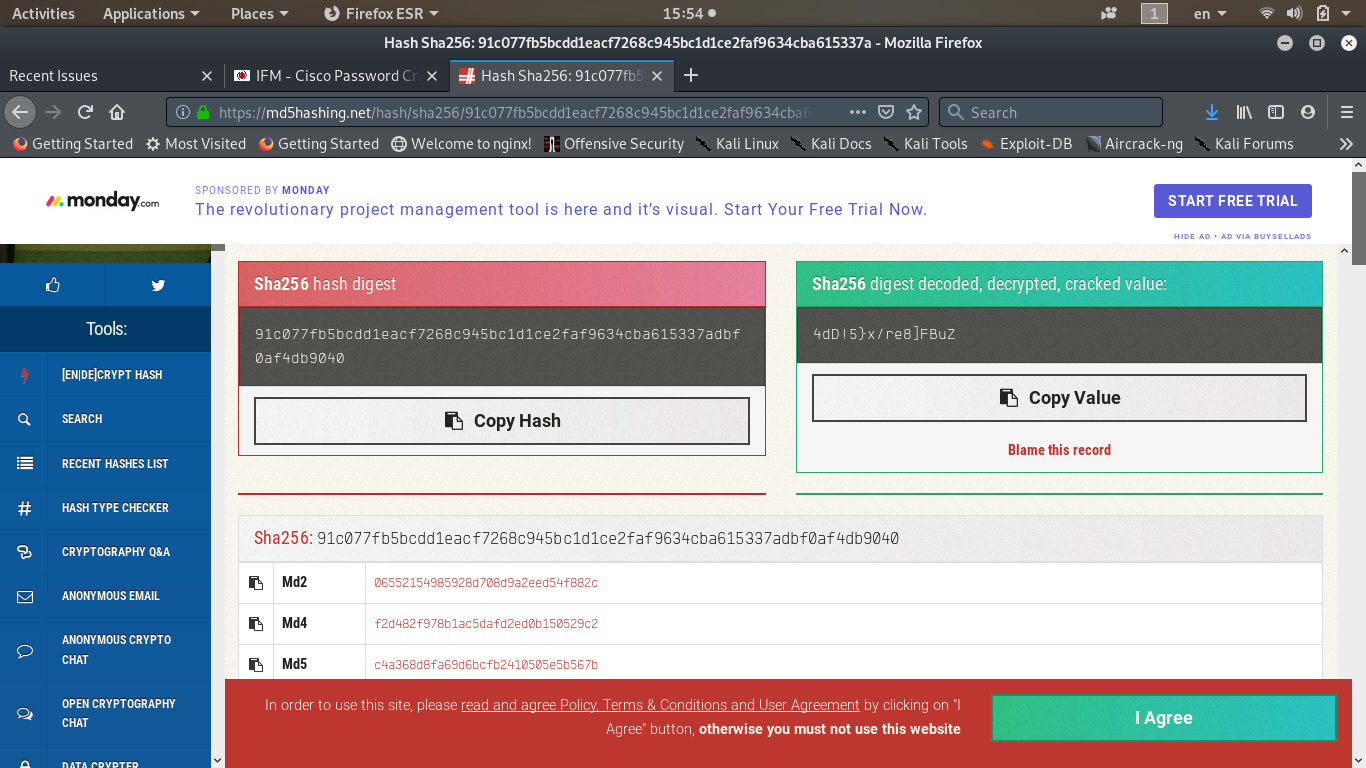 Activities Applications Places Firefox ESR 15:54 1 en
Hash Sha256: 91c077fb5bcdd1eacf7268c945bc1d1ce2faf9634cba615337a - Mozilla Firefox
Recent Issues IFM - Cisco Password Cr Hash Sha256: 91c077fb5
https://md5hashing.net/hash/sha256/91c077fb5bcdd1eacf7268c945bc1d1ce2faf9634cba6 Search
Getting Started Most Visited Getting Started Welcome to nginx! Offensive Security Kali Linux Kali Docs Kali Tools Exploit-DB Aircrack-ng Kali Forums
monday.com
SPONSORED BY MONDAY
The revolutionary project management tool is here and it’s visual. Start Your Free Trial Now.
START FREE TRIAL
HIDE AD • AD VIA BUYSELLADS
Tools:
[EN|DE]CRYPT HASH
SEARCH
RECENT HASHES LIST
HASH TYPE CHECKER
CRYPTOGRAPHY Q&A
ANONYMOUS EMAIL
ANONYMOUS CRYPTO
CHAT
OPEN CRYPTOGRAPHY
CHAT
DATA CRYPTER
Sha256 hash digest
91c077fb5bcdd1eacf7268c945bc1d1ce2faf9634cba615337adbf
0af4db9040
Copy Hash
Sha256 digest decoded, decrypted, cracked value:
4dD!5}x/re8]FBuZ
Copy Value
Blame this record
Sha256: 91c077fb5bcdd1eacf7268c945bc1d1ce2faf9634cba615337adbf0af4db9040
Md2 06552154985928d708d9a2eed54f882c
Md4 f2d482f978b1ac5dafd2ed0b150529c2
Md5 c4a368d8fa69d6bcfb2410505e5b567b
In order to use this site, please read and agree Policy, Terms & Conditions and User Agreement by clicking on "I
Agree" button, otherwise you must not use this website
I Agree